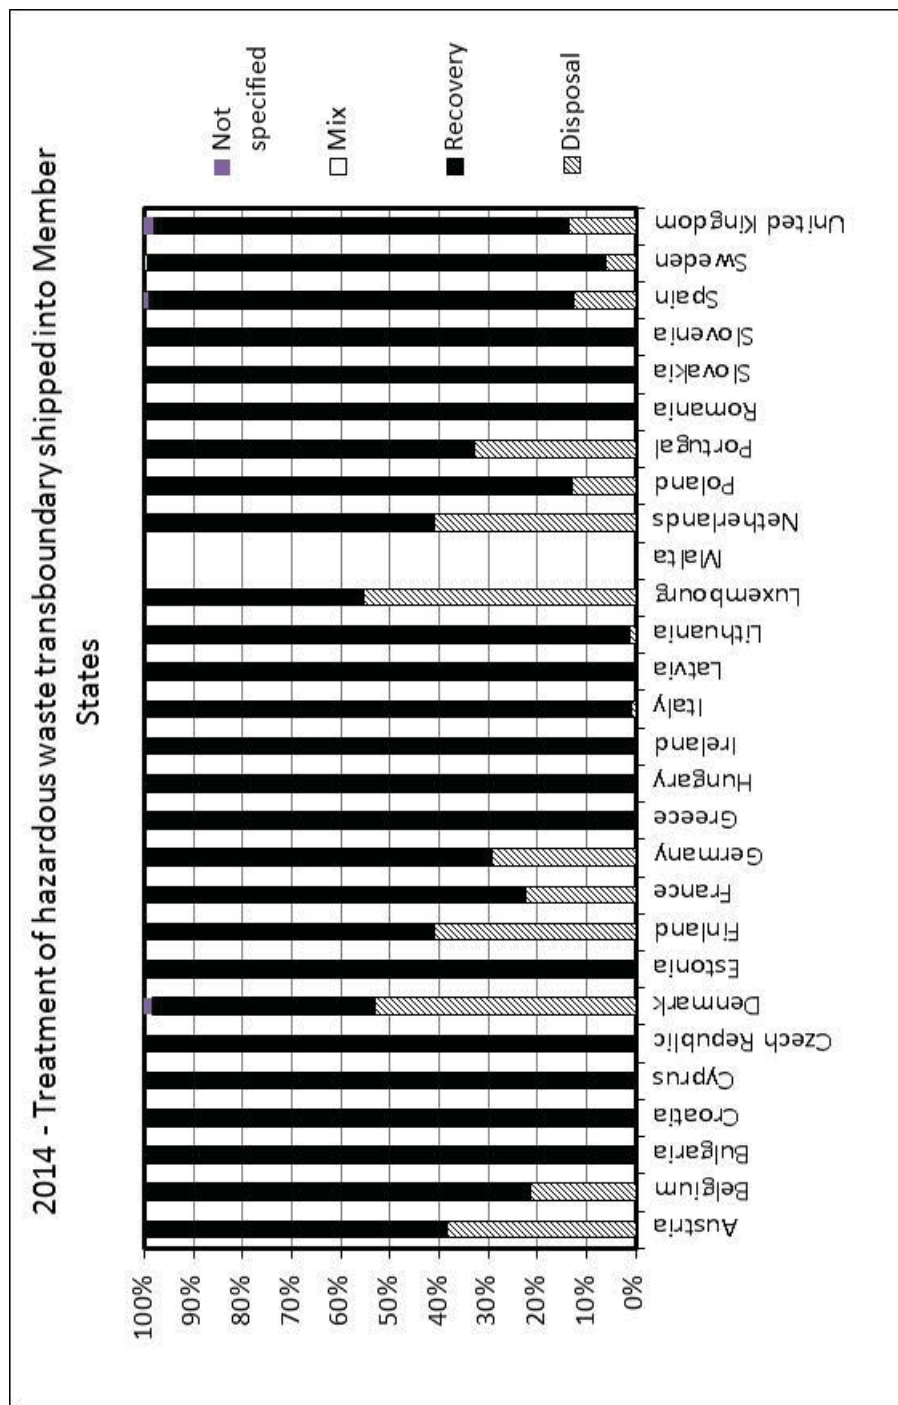 2014 - Treatment of hazardous waste transboundary shipped into Member
States
100%
90%
80%
70%
60%
50%
40%
30%
20%
10%
0%
Austria
Belgium
Bulgaria
Croatia
Cyprus
Czech Republic
Denmark
Estonia
Finland
France
Germany
Greece
Hungary
Ireland
Italy
Latvia
Lithuania
Luxembourg
Malta
Netherlands
Poland
Portugal
Romania
Slovakia
Slovenia
Spain
Sweden
United Kingdom
Not
specified
Mix
Recovery
Disposal